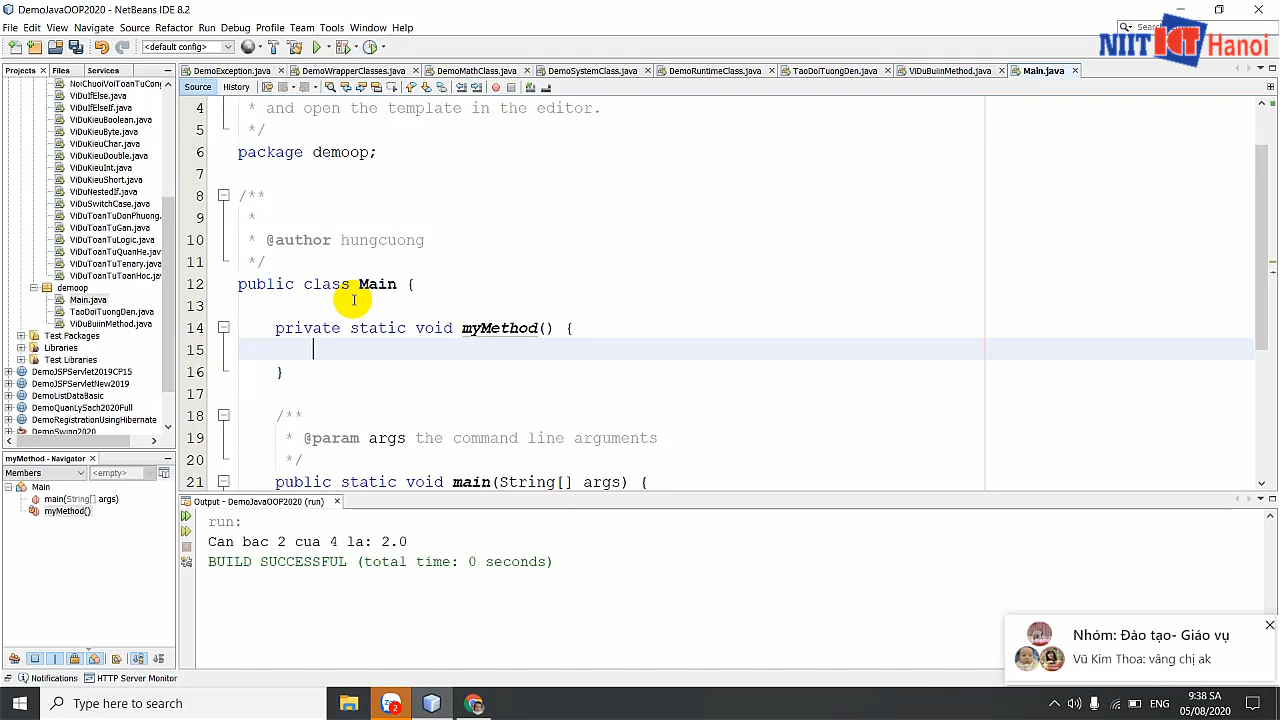 DemoJavaOOP2020 - NetBeans IDE 8.2
File Edit View Navigate Source Refactor Run Debug Profile Team Tools Window Help
Search
<default config>
NIIT ICT Hanoi
Projects Files Services
DemoException.java DemoWrapperClasses.java DemoMathClass.java DemoSystemClass.java DemoRuntimeClass.java TaoDoiTuongDen.java ViDuBuiinMethod.java Main.java
Source History
NoiChuoiVoiToanTuCong
ViDuIfElse.java
ViDuIfElseIf.java
ViDuKieuBoolean.java
ViDuKieuByte.java
ViDuKieuChar.java
ViDuKieuDouble.java
ViDuKieuInt.java
ViDuKieuShort.java
ViDuNestedIf.java
ViDuSwitchCase.java
ViDuToanTuDonPhuong.
ViDuToanTuGan.java
ViDuToanTuLogic.java
ViDuToanTuQuanHe.java
ViDuToanTuTenary.java
ViDuToanTuToanHoc.java
demoop
Main.java
TaoDoiTuongDen.java
ViDuBuiinMethod.java
Test Packages
Libraries
Test Libraries
DemoJSPServlet2019CP15
DemoJSPServletNew2019
DemoListDataBasic
DemoQuanLySach2020Full
DemoRegistrationUsingHibernate
DemoSwing2020
4 * and open the template in the editor.
5 */
6 package demoop;
7
8 /**
9 *
10 * @author hungcuong
11 */
12 public class Main {
13
14 private static void myMethod() {
15
16 }
17
18 /**
19 * @param args the command line arguments
20 */
21 public static void main(String[] args) {
myMethod - Navigator
Members <empty>
Main
main(String[] args)
myMethod()
Output - DemoJavaOOP2020 (run)
run:
Can bac 2 cua 4 la: 2.0
BUILD SUCCESSFUL (total time: 0 seconds)
Nhóm: Đào tạo- Giáo vụ
Vũ Kim Thoa: vâng chị ak
Notifications HTTP Server Monitor
Type here to search
2
ENG
9:38 SA
05/08/2020